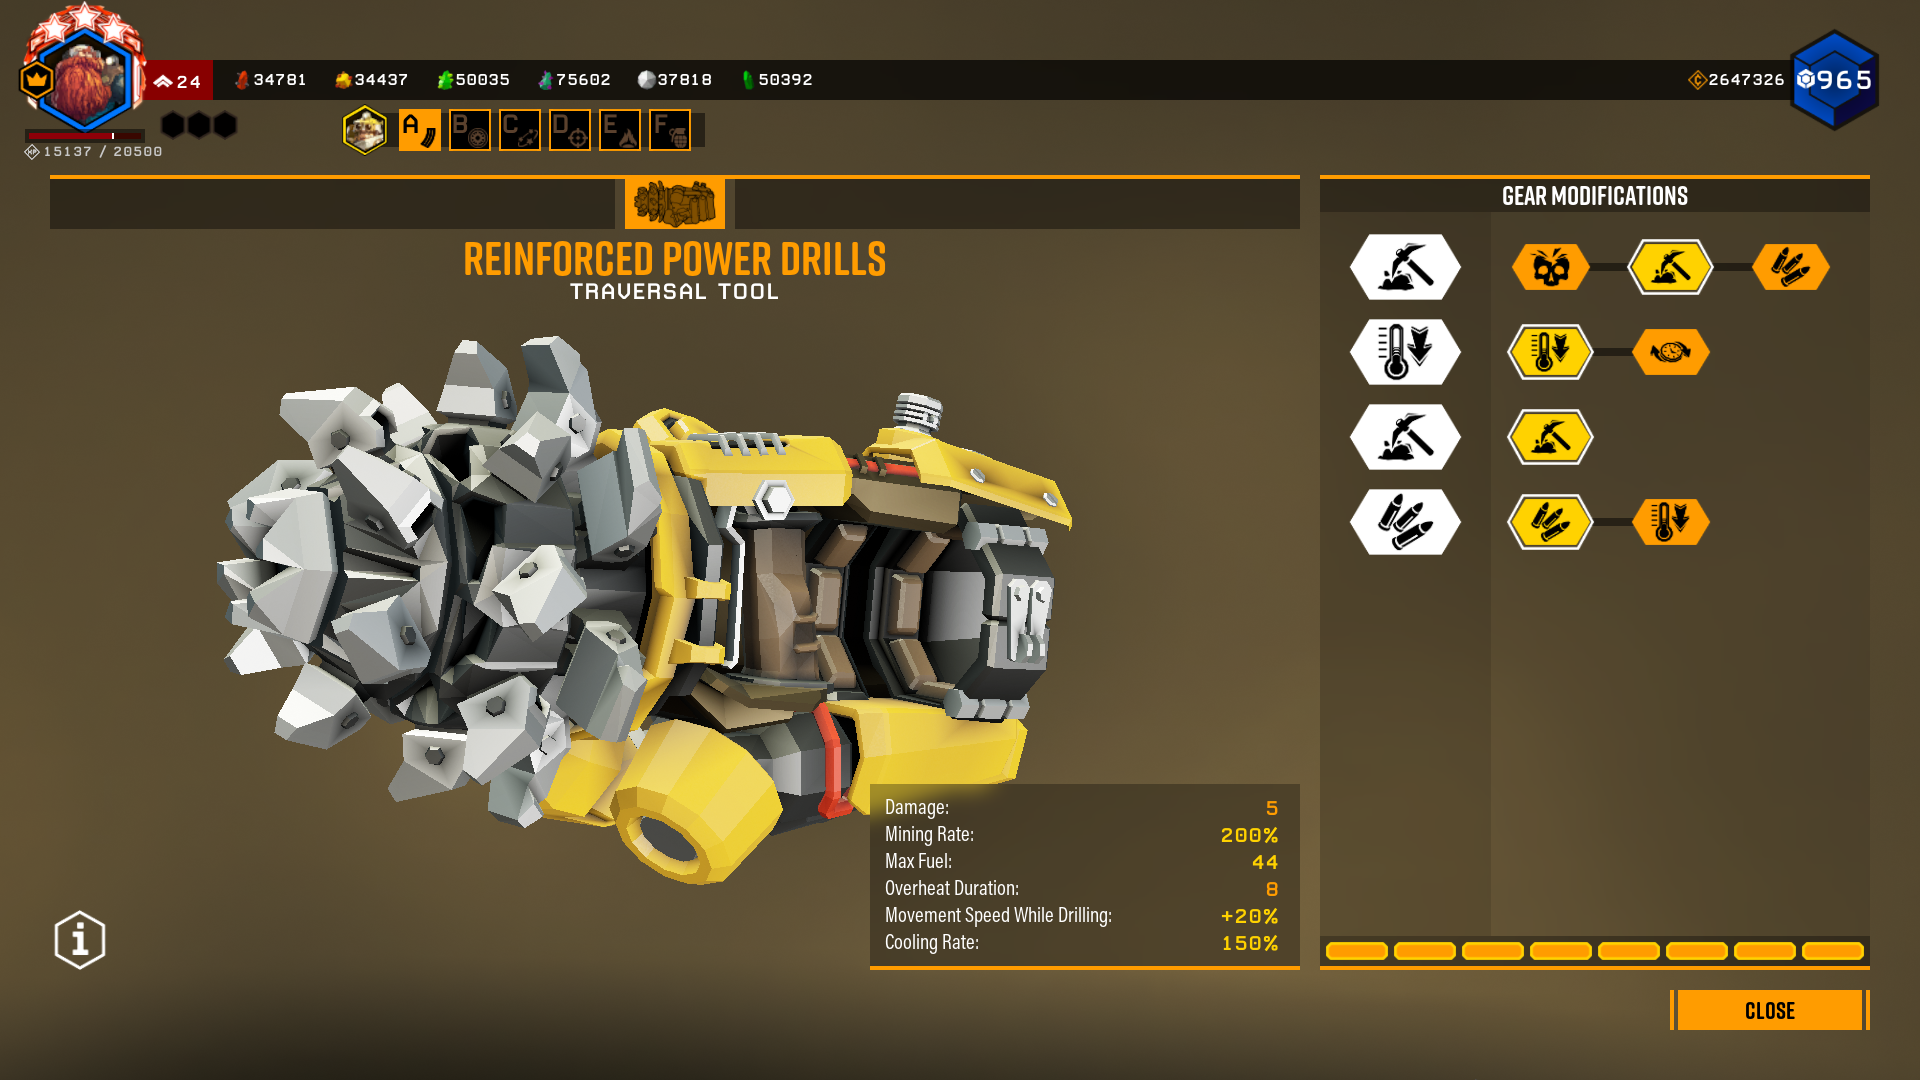 24 34781 34437 50035 75602 37818 50392 2647326 965
A B C D E F
HP 15137 / 20500
GEAR MODIFICATIONS
REINFORCED POWER DRILLS
TRAVERSAL TOOL
Damage: 5
Mining Rate: 200%
Max Fuel: 44
Overheat Duration: 8
Movement Speed While Drilling: +20%
Cooling Rate: 150%
i
CLOSE